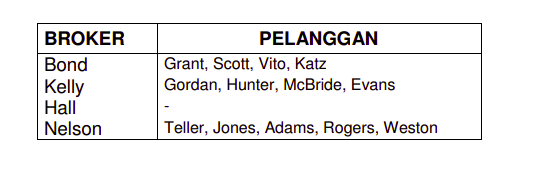 BROKER PELANGGAN
Bond Grant, Scott, Vito, Katz
Kelly Gordan, Hunter, McBride, Evans
Hall -
Nelson Teller, Jones, Adams, Rogers, Weston